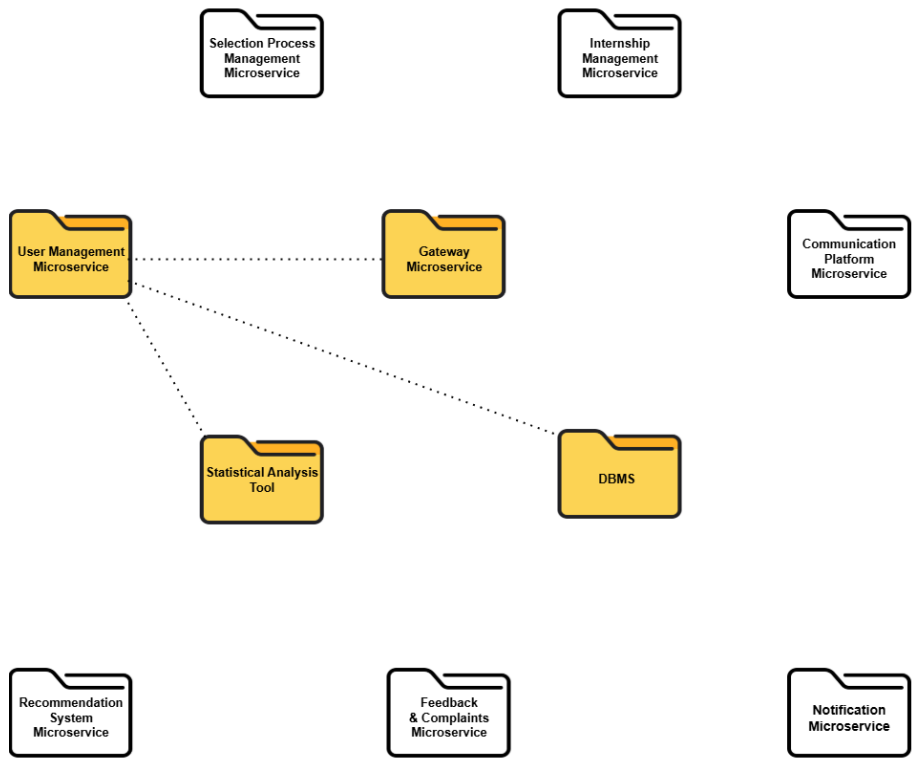 Selection Process
Management
Microservice
Internship
Management
Microservice
User Management
Microservice
Gateway
Microservice
Communication
Platform
Microservice
Statistical Analysis
Tool
DBMS
Recommendation
System
Microservice
Feedback
& Complaints
Microservice
Notification
Microservice